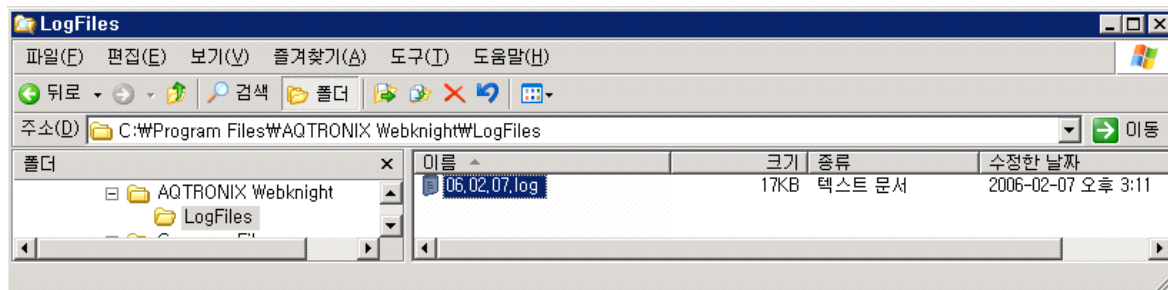 LogFiles
파일(F) 편집(E) 보기(V) 즐겨찾기(A) 도구(T) 도움말(H)
뒤로 검색 폴더
주소(D) C:₩Program Files₩AQTRONIX Webknight₩LogFiles 이동
폴더 이름 크기 종류 수정한 날짜
AQTRONIX Webknight 06,02,07,log 17KB 텍스트 문서 2006-02-07 오후 3:11
LogFiles